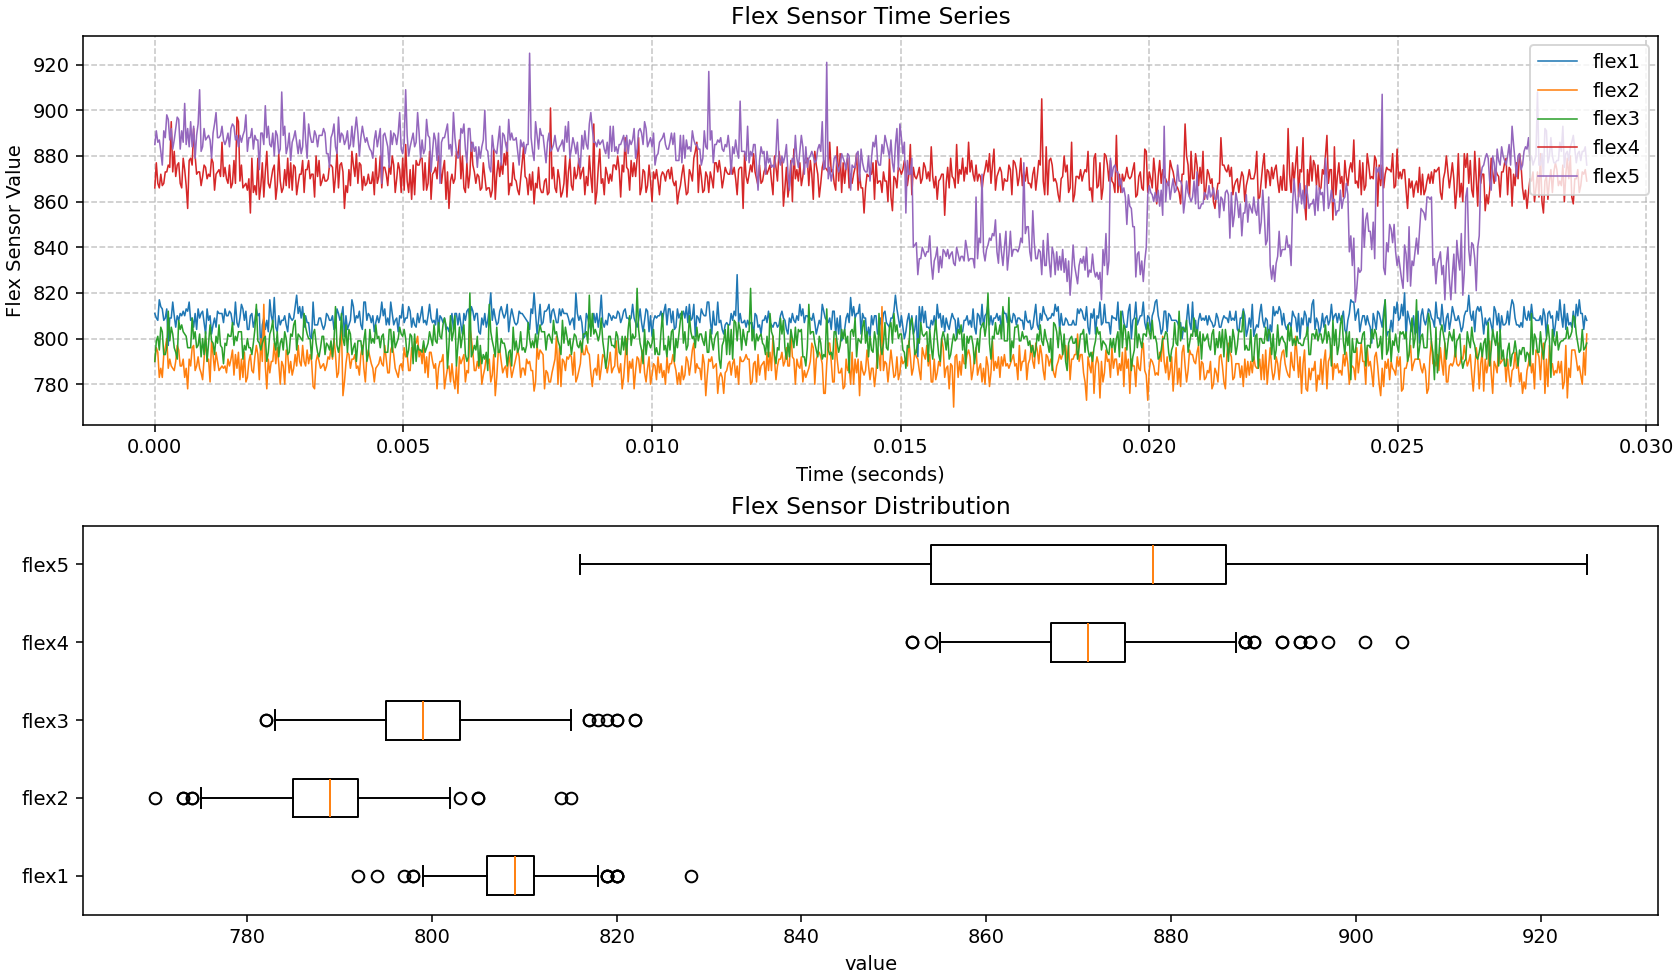 Flex Sensor Time Series
Flex Sensor Value
920
900
880
860
840
820
800
780
flex1
flex2
flex3
flex4
flex5
0.000 0.005 0.010 0.015 0.020 0.025 0.030
Time (seconds)
Flex Sensor Distribution
flex5
flex4
flex3
flex2
flex1
780 800 820 840 860 880 900 920
value